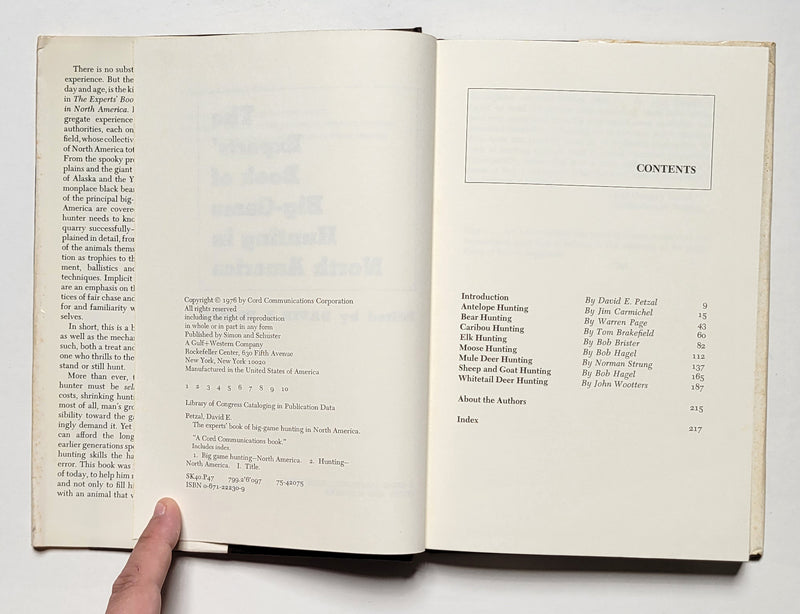 There is no subst
experience. But the
day and age, is the ki
in The Experts' Boo
in North America. I
gregate experience
authorities, each on
field, whose collectiv
of North America tot
From the spooky pr
plains and the giant
of Alaska and the Y
monplace black bear
of the principal big-
America are covere
hunter needs to kno
quarry successfully—
plained in detail, from
of the animals thems
tion as trophies to th
ment, ballistics and
techniques. Implicit
are an emphasis on th
tices of fair chase and
for and familiarity w
selves.
In short, this is a b
as well as the mechan
such, both a treat and
one who thrills to the
stand or still hunt.
More than ever, t
hunter must be sel
costs, shrinking hunti
most of all, man's gro
sibility toward the ga
ingly demand it. Yet
can afford the long
earlier generations sp
hunting skills the ha
error. This book was
of today, to help him
and not only to fill hi
with an animal that
Copyright © 1976 by Cord Communications Corporation
All rights reserved
including the right of reproduction
in whole or in part in any form
Published by Simon and Schuster
A Gulf+Western Company
Rockefeller Center, 630 Fifth Avenue
New York, New York 10020
Manufactured in the United States of America
1 2 3 4 5 6 7 8 9 10
Library of Congress Cataloging in Publication Data
Petzal, David E.
The experts' book of big-game hunting in North America.
"A Cord Communications book."
Includes index.
1. Big game hunting—North America. 2. Hunting—
North America. I. Title.
SK40.P47 799.2'6'097 75-42075
ISBN 0-671-22230-9
CONTENTS
Introduction By David E. Petzal 9
Antelope Hunting By Jim Carmichel 15
Bear Hunting By Warren Page 43
Caribou Hunting By Tom Brakefield 60
Elk Hunting By Bob Brister 82
Moose Hunting By Bob Hagel 112
Mule Deer Hunting By Norman Strung 137
Sheep and Goat Hunting By Bob Hagel 165
Whitetail Deer Hunting By John Wootters 187
About the Authors 215
Index 217